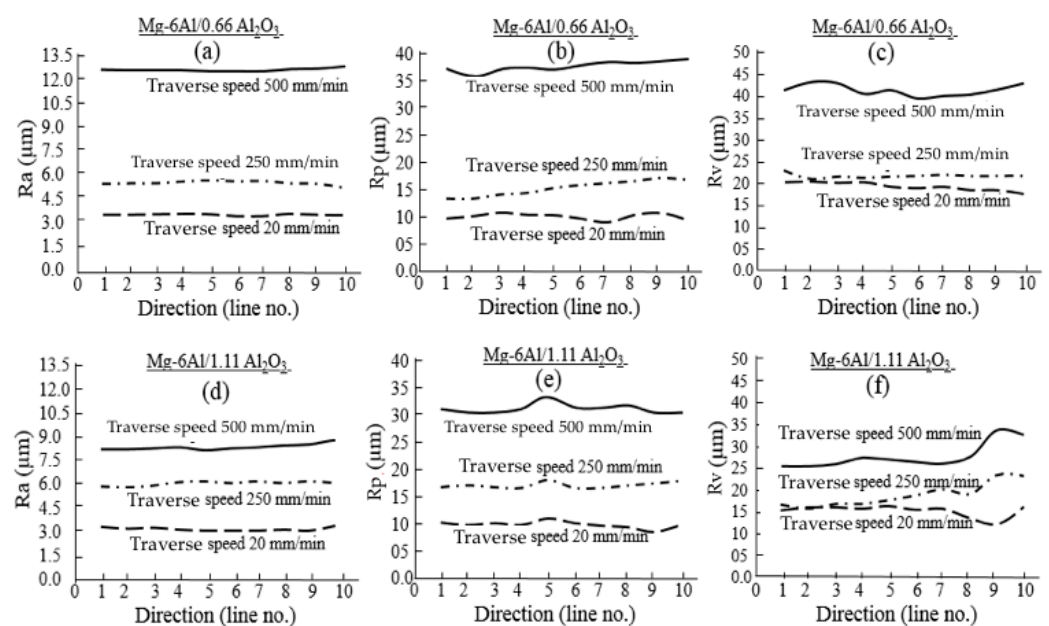 Mg-6Al/0.66 Al₂O₃
(a)
Ra (µm)
13.5
12.0
10.5
9.0
7.5
6.0
4.5
3.0
1.5
0.0
Traverse speed 500 mm/min
Traverse speed 250 mm/min
Traverse speed 20 mm/min
0 1 2 3 4 5 6 7 8 9 10
Direction (line no.)
Mg-6Al/0.66 Al₂O₃
(b)
Rp (µm)
40
35
30
25
20
15
10
05
0.0
Traverse speed 500 mm/min
Traverse speed 250 mm/min
Traverse speed 20 mm/min
0 1 2 3 4 5 6 7 8 9 10
Direction (line no.)
Mg-6Al/0.66 Al₂O₃
(c)
Rv (µm)
50
45
40
35
30
25
20
15
10
05
0.0
Traverse speed 500 mm/min
Traverse speed 250 mm/min
Traverse speed 20 mm/min
0 1 2 3 4 5 6 7 8 9 10
Direction (line no.)
Mg-6Al/1.11 Al₂O₃
(d)
Ra (µm)
13.5
12.0
10.5
9.0
7.5
6.0
4.5
3.0
1.5
0.0
Traverse speed 500 mm/min
Traverse speed 250 mm/min
Traverse speed 20 mm/min
0 1 2 3 4 5 6 7 8 9 10
Direction (line no.)
Mg-6Al/1.11 Al₂O₃
(e)
Rp (µm)
40
35
30
25
20
15
10
05
0.0
Traverse speed 500 mm/min
Traverse speed 250 mm/min
Traverse speed 20 mm/min
0 1 2 3 4 5 6 7 8 9 10
Direction (line no.)
Mg-6Al/1.11 Al₂O₃
(f)
Rv (µm)
50
45
40
35
30
25
20
15
10
05
0.0
Traverse speed 500 mm/min
Traverse speed 250 mm/min
Traverse speed 20 mm/min
0 1 2 3 4 5 6 7 8 9 10
Direction (line no.)